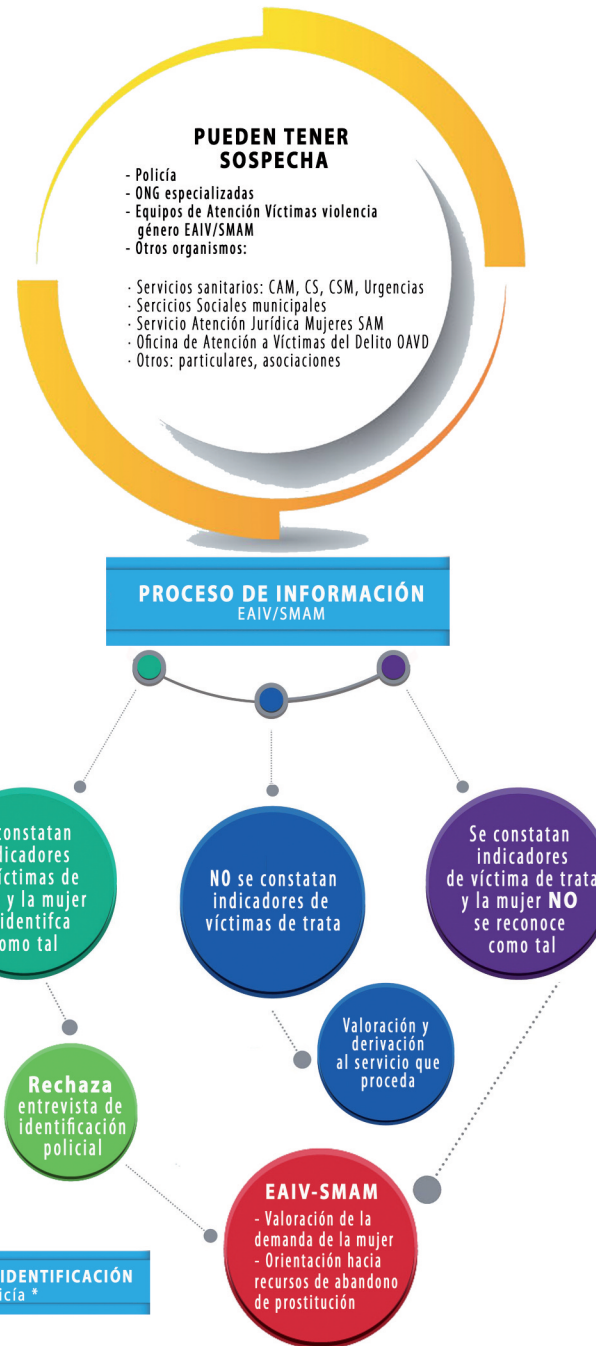 PUEDEN TENER
SOSPECHA
- Policía
- ONG especializadas
- Equipos de Atención Víctimas violencia
género EAIV/SMAM
- Otros organismos:
· Servicios sanitarios: CAM, CS, CSM, Urgencias
· Sercicios Sociales municipales
· Servicio Atención Jurídica Mujeres SAM
· Oficina de Atención a Víctimas del Delito OAVD
· Otros: particulares, asociaciones
PROCESO DE INFORMACIÓN
EAIV/SMAM
constatan
dicadores
íctimas de
y la mujer
identifca
omo tal
NO se constatan
indicadores de
víctimas de trata
Se constatan
indicadores
de víctima de trata
y la mujer NO
se reconoce
como tal
Valoración y
derivación
al servicio que
proceda
Rechaza
entrevista de
identificación
policial
EAIV-SMAM
- Valoración de la
demanda de la mujer
- Orientación hacia
recursos de abandono
de prostitución
IDENTIFICACIÓN
icía *